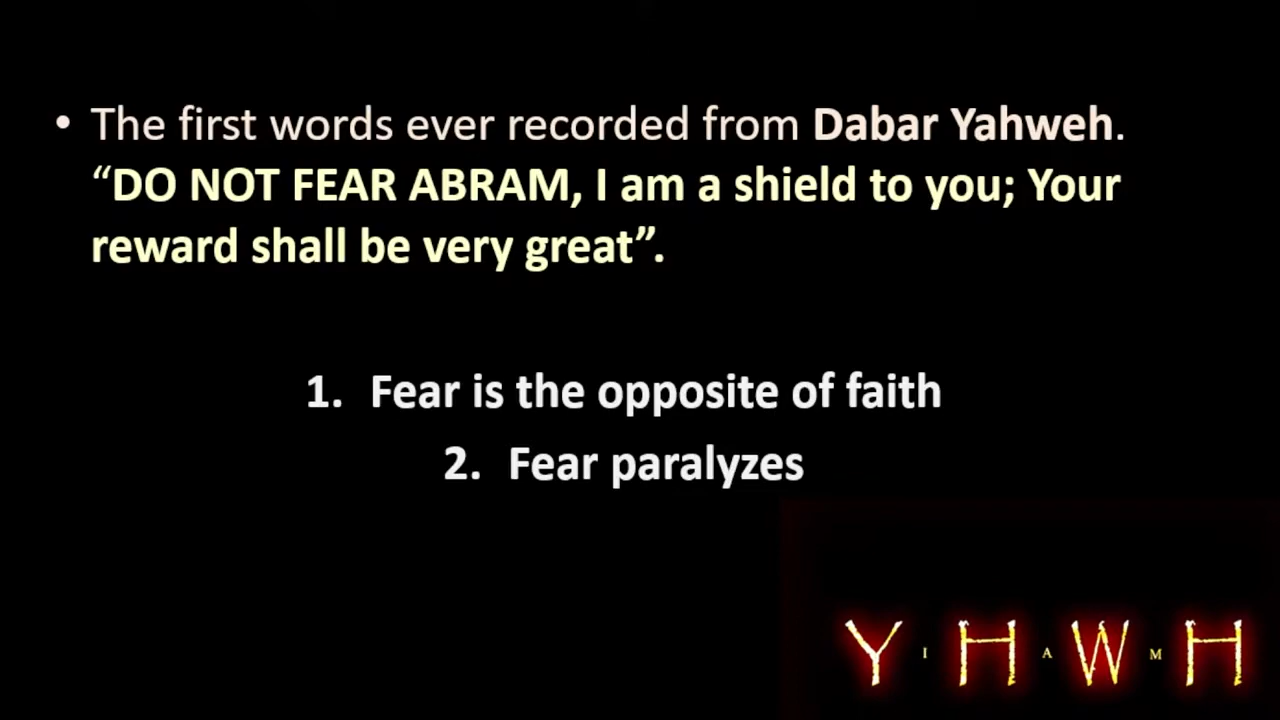 • The first words ever recorded from Dabar Yahweh.
“DO NOT FEAR ABRAM, I am a shield to you; Your
reward shall be very great”.
1. Fear is the opposite of faith
2. Fear paralyzes
Y I H A W M H